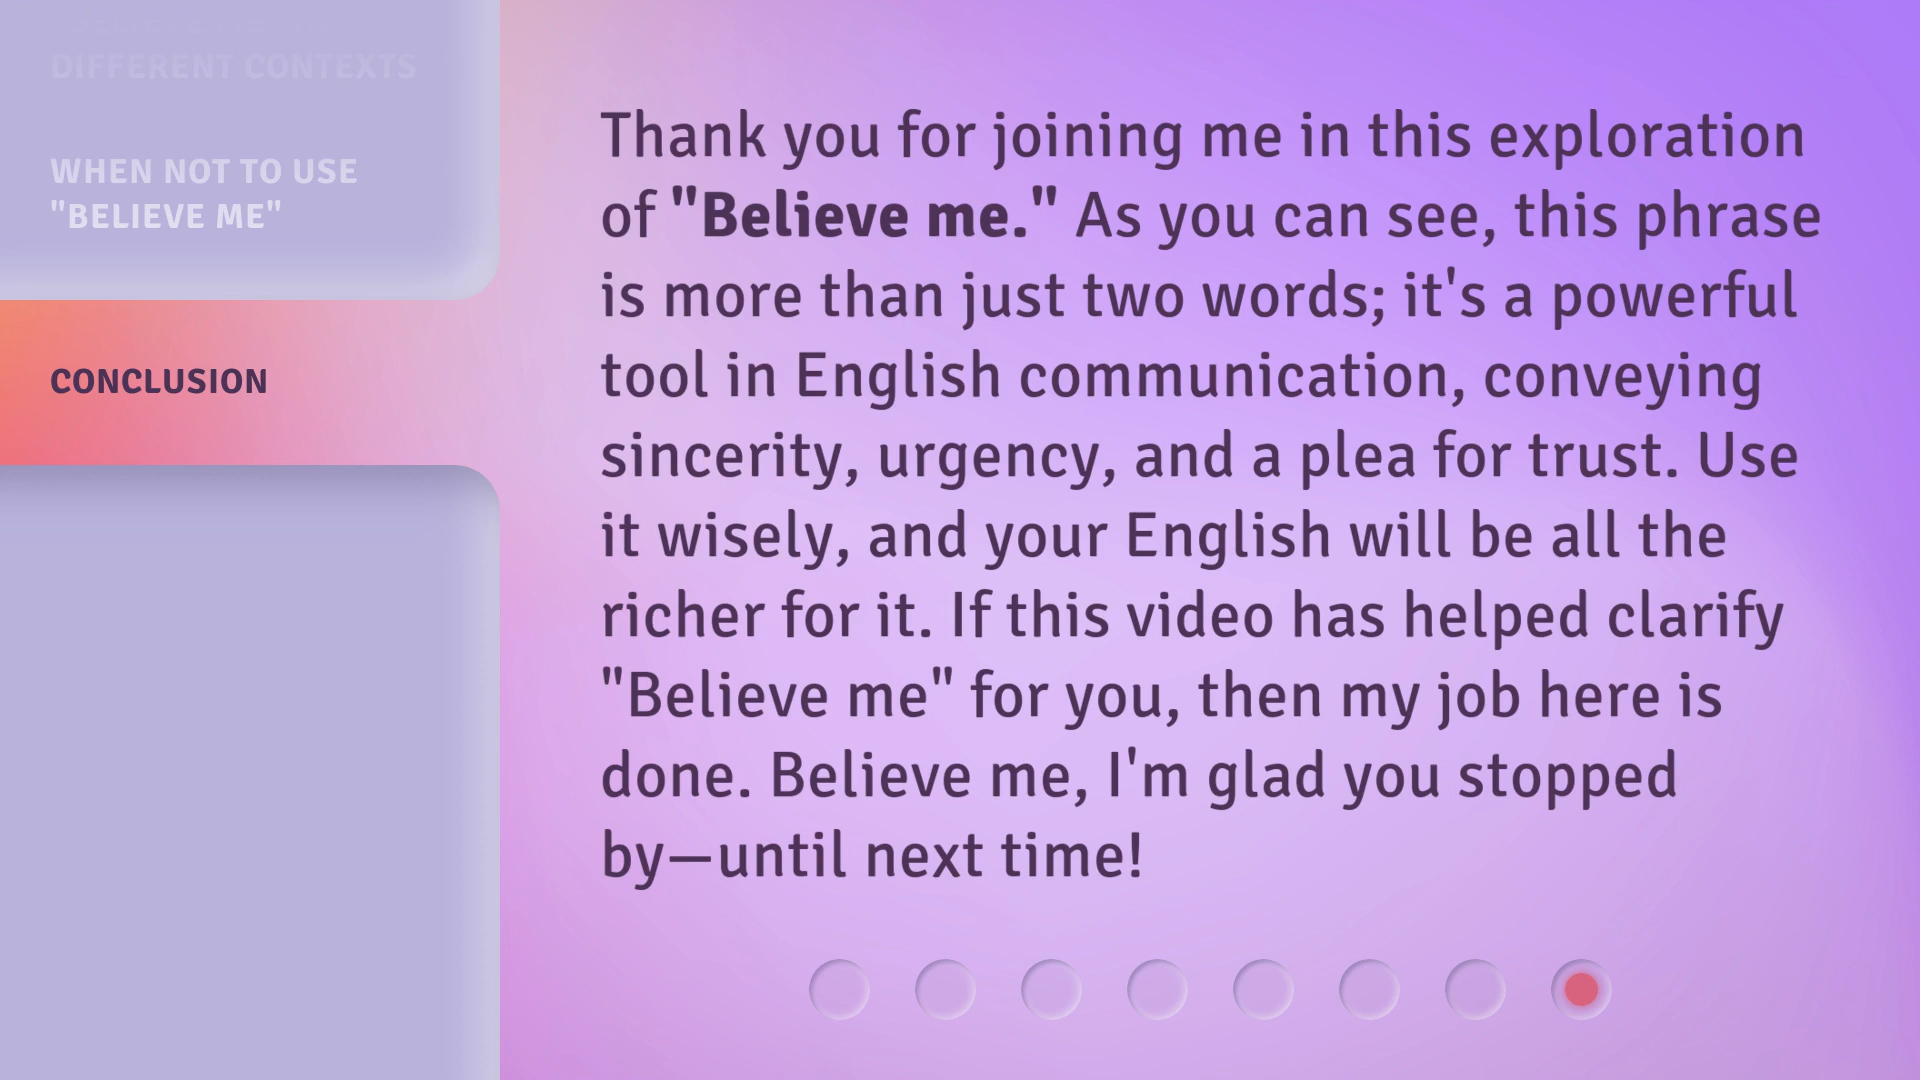 DIFFERENT CONTEXTS
WHEN NOT TO USE
"BELIEVE ME"
CONCLUSION
Thank you for joining me in this exploration
of "Believe me." As you can see, this phrase
is more than just two words; it's a powerful
tool in English communication, conveying
sincerity, urgency, and a plea for trust. Use
it wisely, and your English will be all the
richer for it. If this video has helped clarify
"Believe me" for you, then my job here is
done. Believe me, I'm glad you stopped
by—until next time!